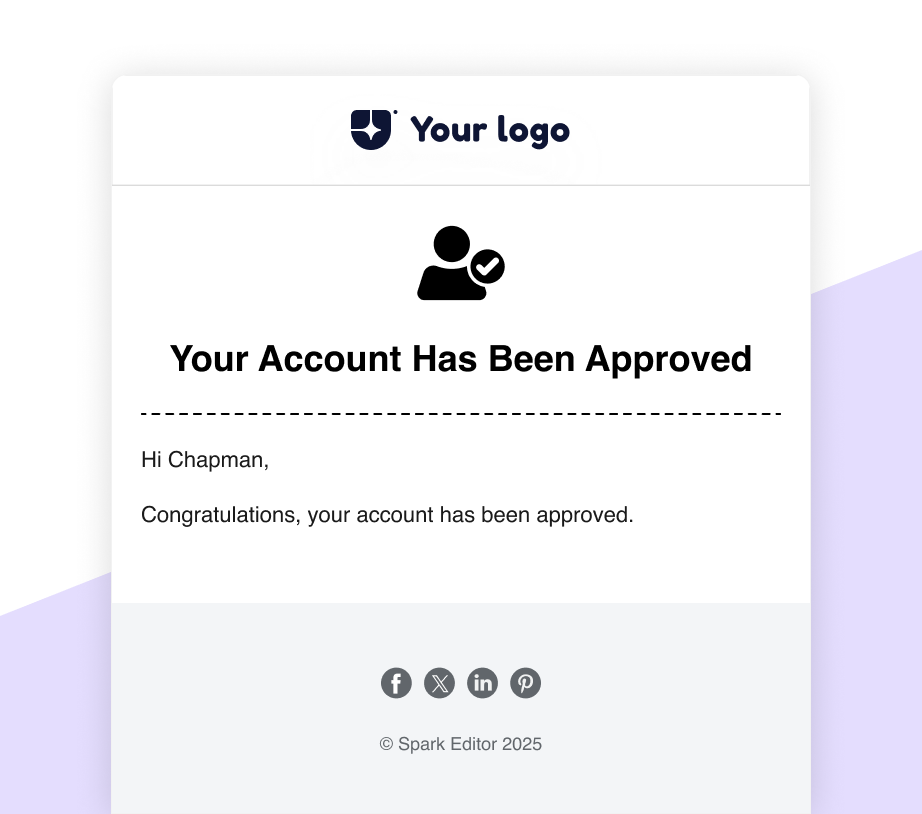 Your logo
Your Account Has Been Approved
Hi Chapman,
Congratulations, your account has been approved.
© Spark Editor 2025